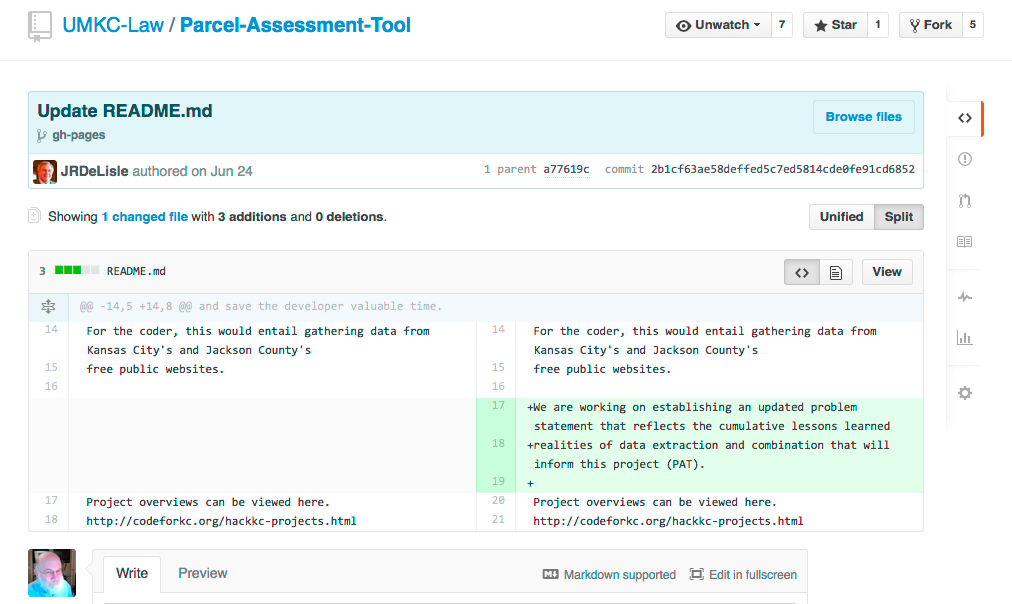 UMKC-Law / Parcel-Assessment-Tool
Unwatch 7 Star 1 Fork 5
Update README.md
gh-pages
Browse files
JRDeLisle authored on Jun 24
1 parent a77619c commit 2b1cf63ae58deffed5c7ed5814cde0fe91cd6852
Showing 1 changed file with 3 additions and 0 deletions.
Unified Split
3 README.md
View
@@ -14,5 +14,8 @@ and save the developer valuable time.
14 For the coder, this would entail gathering data from
Kansas City's and Jackson County's
15 free public websites.
16
17 Project overviews can be viewed here.
18 http://codeforkc.org/hackkc-projects.html
14 For the coder, this would entail gathering data from
Kansas City's and Jackson County's
15 free public websites.
16
17 +We are working on establishing an updated problem
statement that reflects the cumulative lessons learned
18 +realities of data extraction and combination that will
inform this project (PAT).
19 +
20 Project overviews can be viewed here.
21 http://codeforkc.org/hackkc-projects.html
Write Preview
Markdown supported Edit in fullscreen